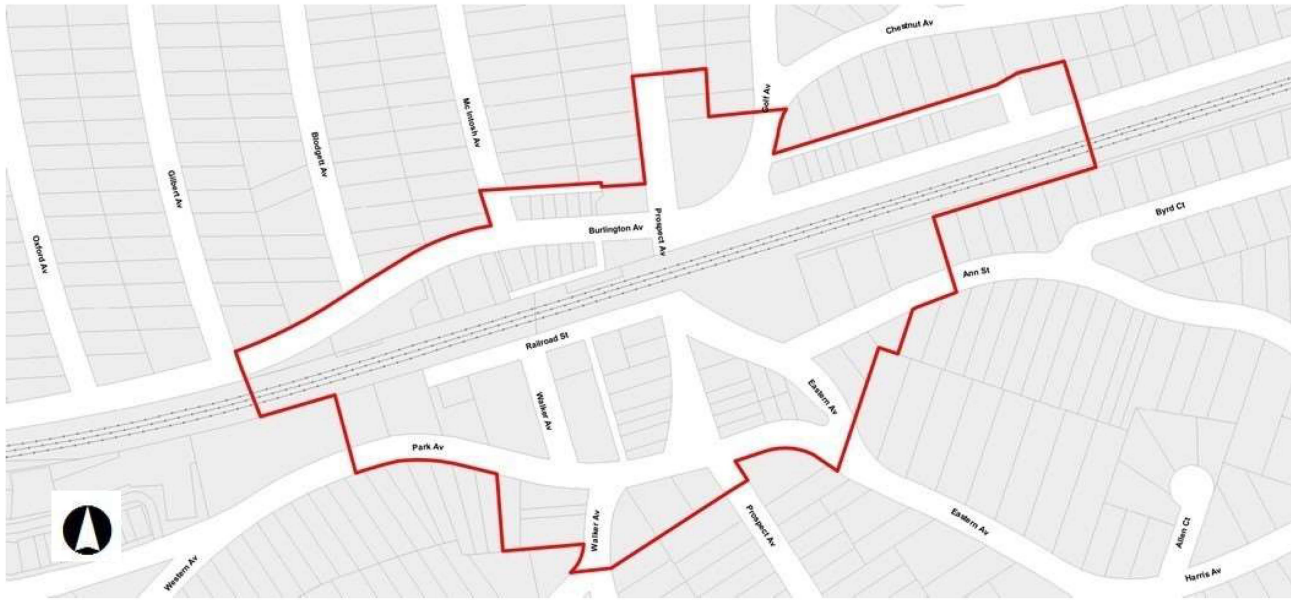 Chestnut Av
Golf Av
Mc Intosh Av
Blodgett Av
Gilbert Av
Oxford Av
Prospect Av
Burlington Av
Byrd Ct
Ann St
Railroad St
Walker Av
Eastern Av
Park Av
Walker Av
Prospect Av
Eastern Av
Allen Ct
Western Av
Harris Av